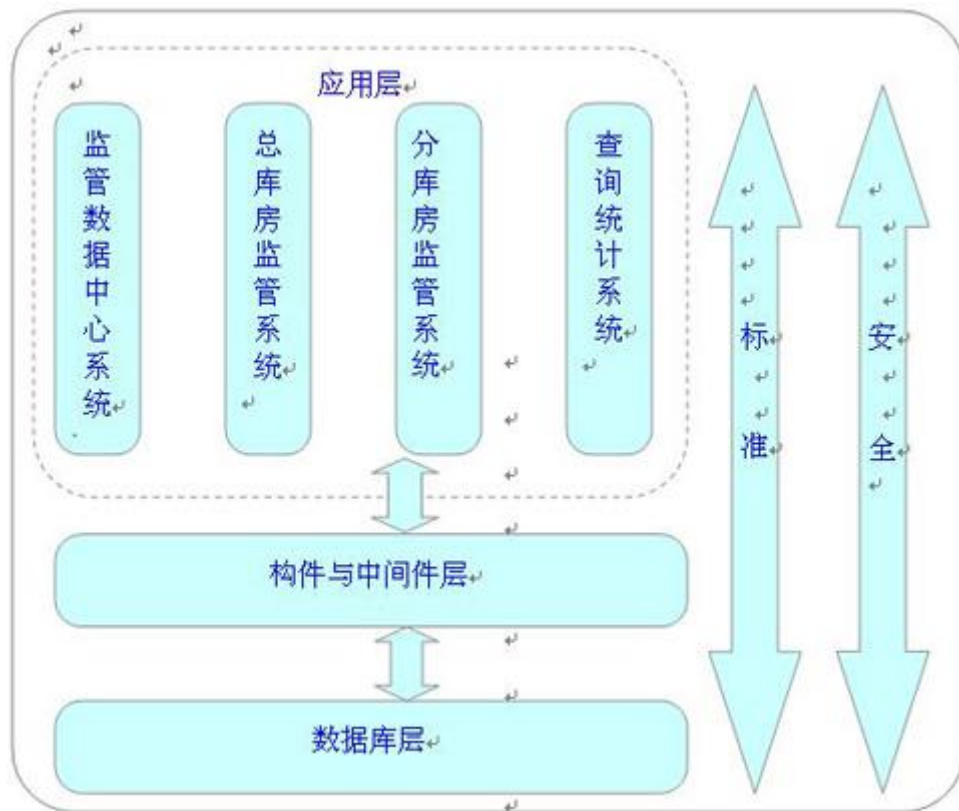 应用层
监管数据中心系统
总库房监管系统
分库房监管系统
查询统计系统
标准
安全
构件与中间件层
数据库层